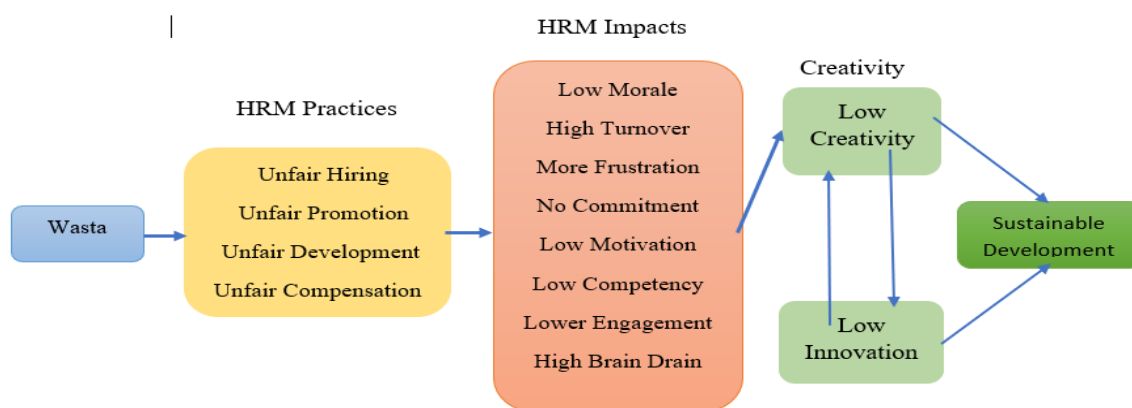 HRM Impacts
HRM Practices
Creativity
Wasta
Unfair Hiring
Unfair Promotion
Unfair Development
Unfair Compensation
Low Morale
High Turnover
More Frustration
No Commitment
Low Motivation
Low Competency
Lower Engagement
High Brain Drain
Low
Creativity
Low
Innovation
Sustainable
Development